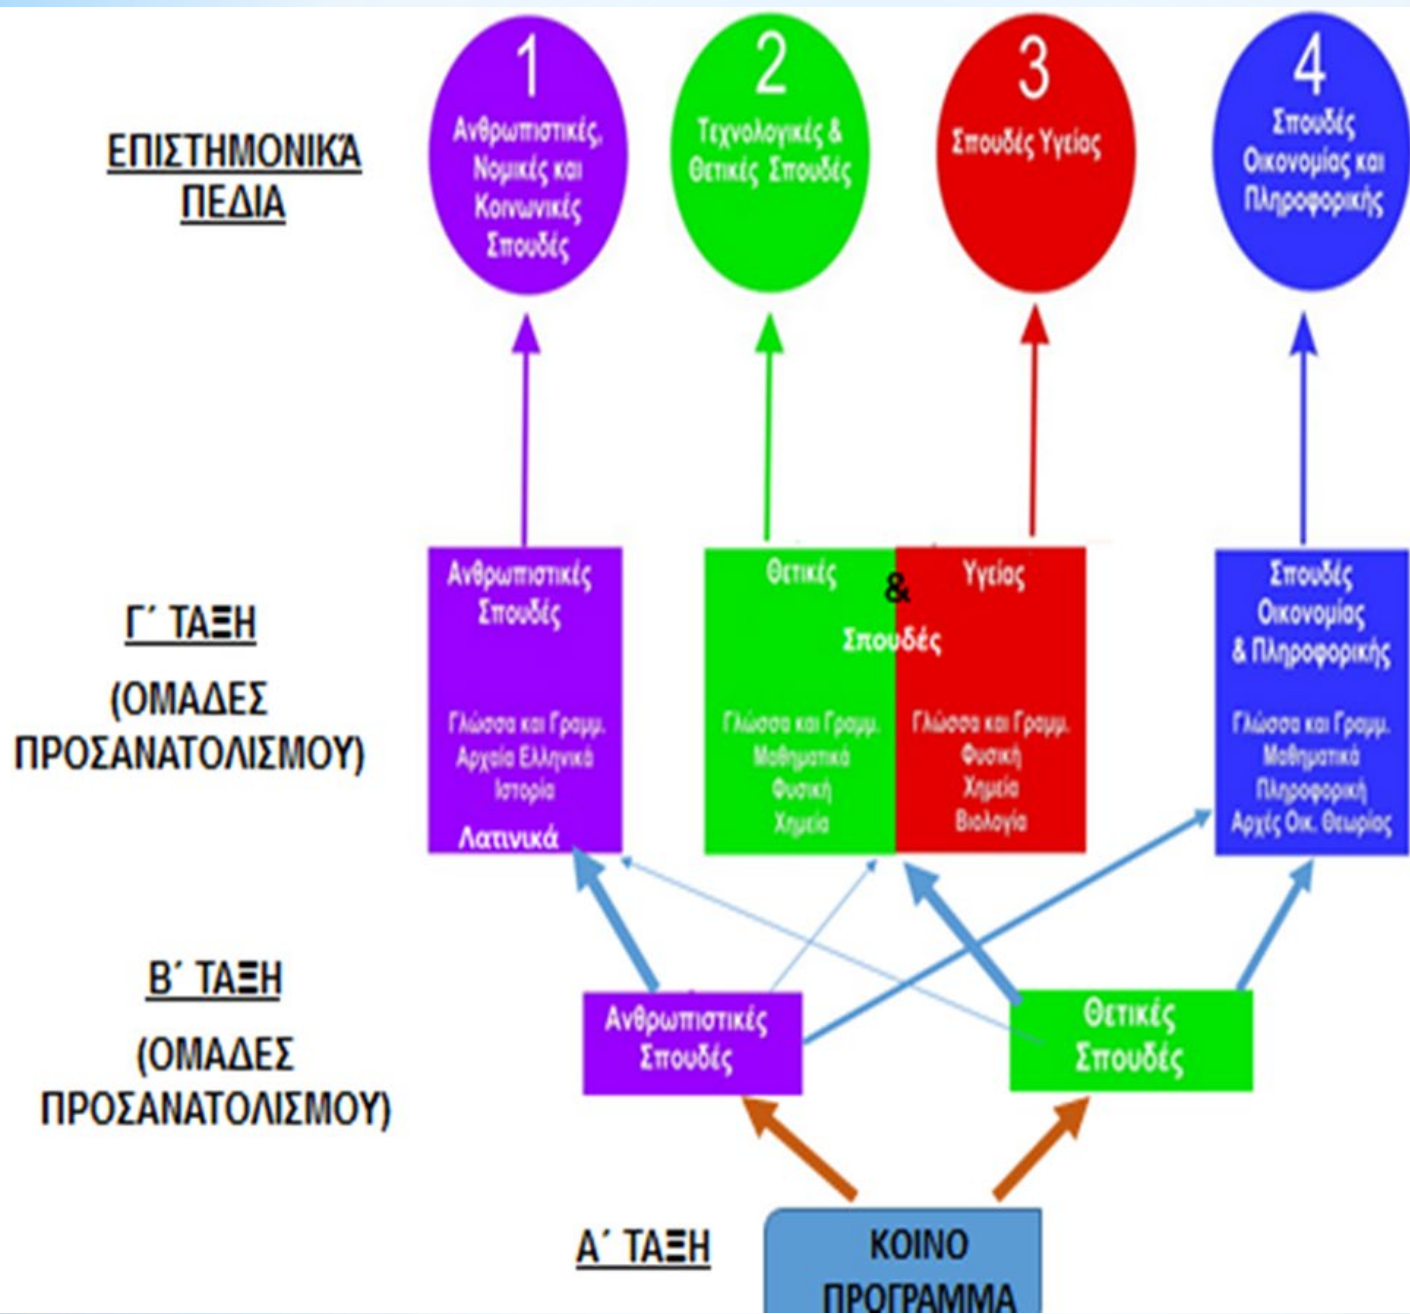 ΕΠΙΣΤΗΜΟΝΙΚΆ
ΠΕΔΙΑ
1
Ανθρωπιστικές,
Νομικές και
Κοινωνικές
Σπουδές
2
Τεχνολογικές &
Θετικές Σπουδές
3
Σπουδές Υγείας
4
Σπουδές
Οικονομίας και
Πληροφορικής
Γ΄ ΤΑΞΗ
(ΟΜΑΔΕΣ
ΠΡΟΣΑΝΑΤΟΛΙΣΜΟΥ)
Ανθρωπιστικές
Σπουδές
Γλώσσα και Γραμμ.
Αρχαία Ελληνικά
Ιστορία
Λατινικά
Θετικές & Υγείας
Σπουδές
Γλώσσα και Γραμμ.
Μαθηματικά
Φυσική
Χημεία
Γλώσσα και Γραμμ.
Φυσική
Χημεία
Βιολογία
Σπουδές
Οικονομίας
& Πληροφορικής
Γλώσσα και Γραμμ.
Μαθηματικά
Πληροφορική
Αρχές Οικ. Θεωρίας
Β΄ ΤΑΞΗ
(ΟΜΑΔΕΣ
ΠΡΟΣΑΝΑΤΟΛΙΣΜΟΥ)
Ανθρωπιστικές
Σπουδές
Θετικές
Σπουδές
Α΄ ΤΑΞΗ
ΚΟΙΝΟ
ΠΡΟΓΡΑΜΜΑ